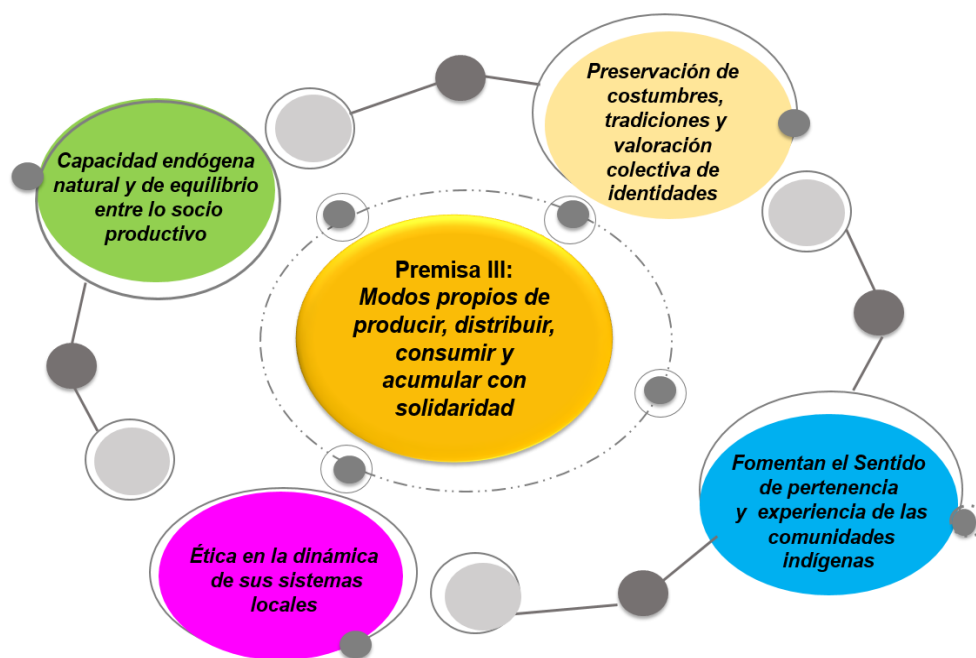 Preservación de
costumbres,
tradiciones y
valoración
colectiva de
identidades
Capacidad endógena
natural y de equilibrio
entre lo socio
productivo
Premisa III:
Modos propios de
producir, distribuir,
consumir y
acumular con
solidaridad
Fomentan el Sentido
de pertenencia
y experiencia de las
comunidades
indígenas
Ética en la dinámica
de sus sistemas
locales